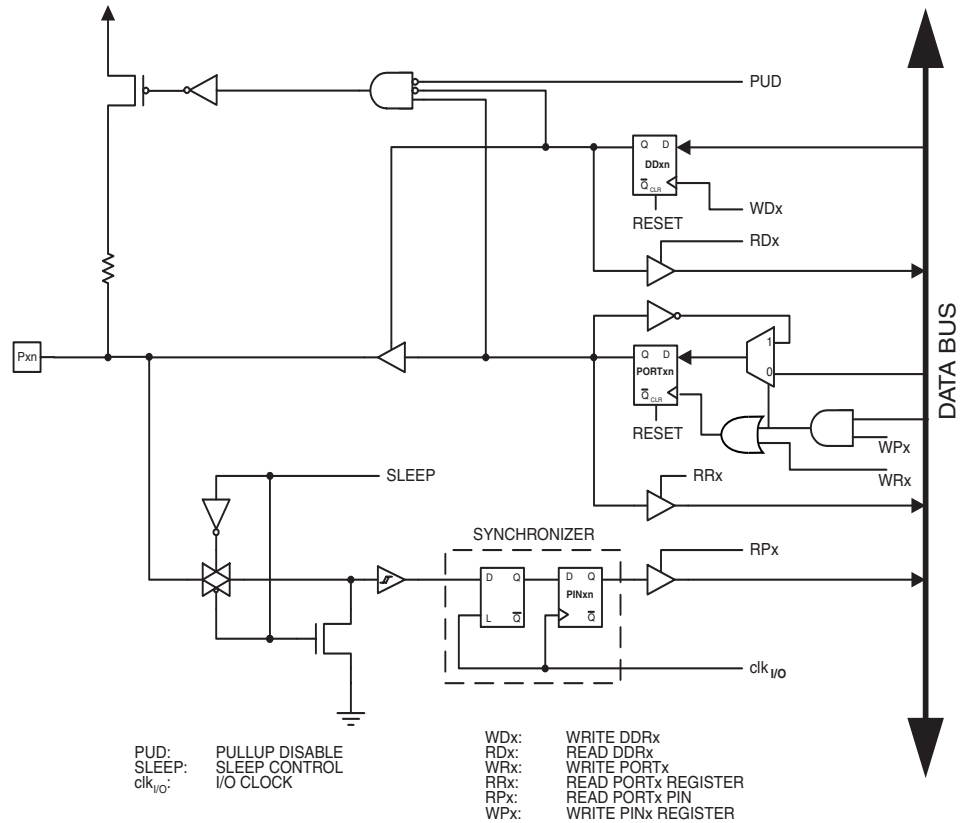 PUD
Q D
DDxn
Q CLR
WDx
RESET
RDx
Pxn
1
Q D
PORTxn
0
Q CLR
RESET
WPx
WRx
DATA BUS
SLEEP
RRx
SYNCHRONIZER
RPx
D Q
D Q
PINxn
L Q
Q
clk I/O
PUD: PULLUP DISABLE
SLEEP: SLEEP CONTROL
clk I/O: I/O CLOCK
WDx: WRITE DDRx
RDx: READ DDRx
WRx: WRITE PORTx
RRx: READ PORTx REGISTER
RPx: READ PORTx PIN
WPx: WRITE PINx REGISTER